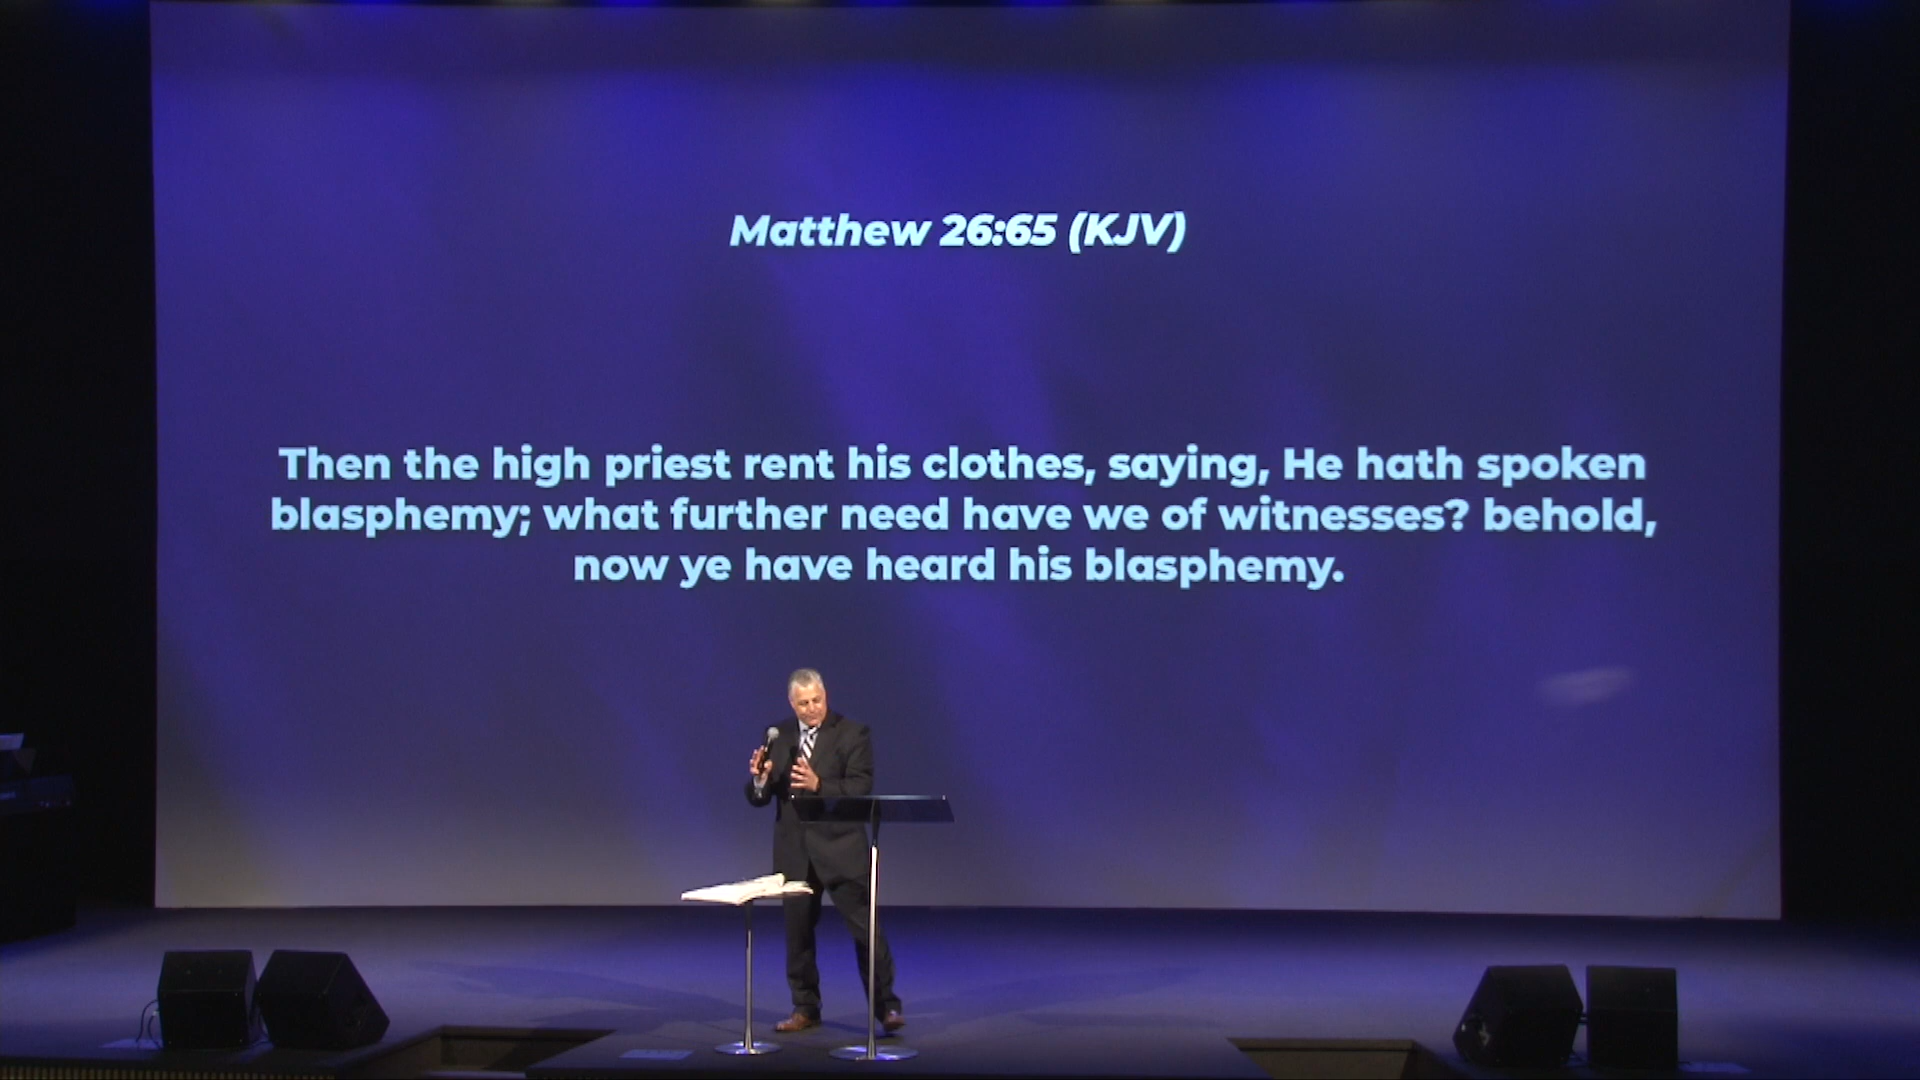 Matthew 26:65 (KJV)
Then the high priest rent his clothes, saying, He hath spoken
blasphemy; what further need have we of witnesses? behold,
now ye have heard his blasphemy.